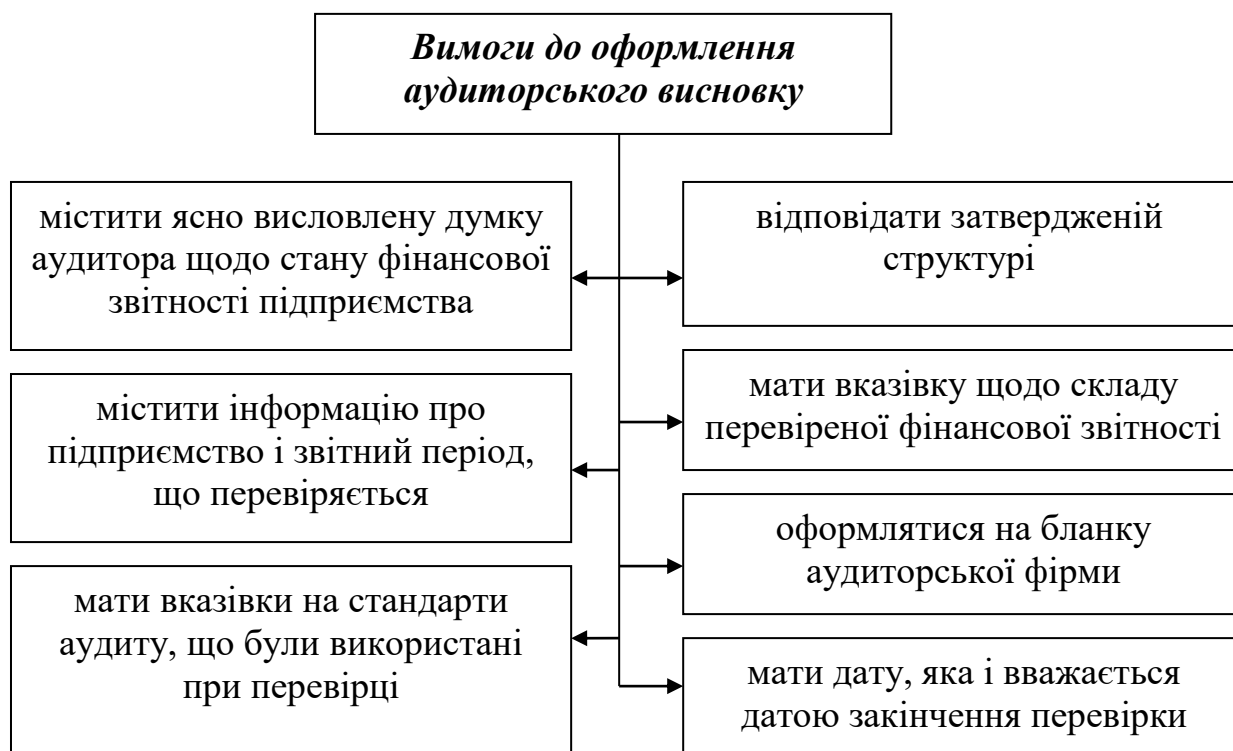 Вимоги до оформлення
аудиторського висновку
містити ясно висловлену думку
аудитора щодо стану фінансової
звітності підприємства
містити інформацію про
підприємство і звітний період,
що перевіряється
мати вказівки на стандарти
аудиту, що були використані
при перевірці
відповідати затвердженій
структурі
мати вказівку щодо складу
перевіреної фінансової звітності
оформлятися на бланку
аудиторської фірми
мати дату, яка і вважається
датою закінчення перевірки